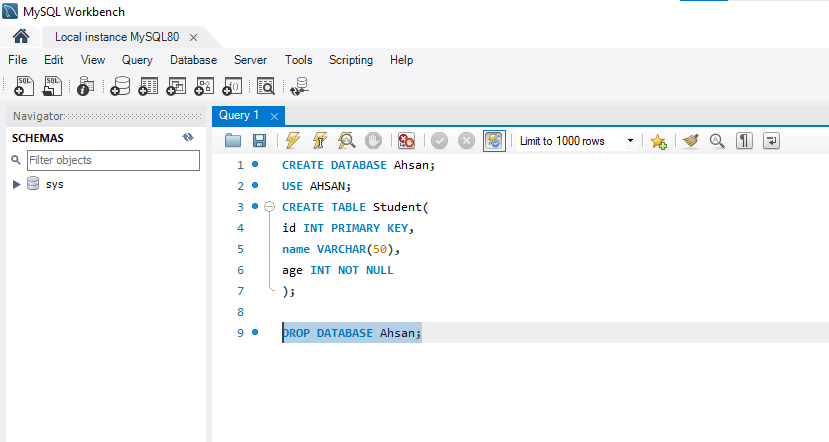 MySQL Workbench
Local instance MySQL80 ×
File Edit View Query Database Server Tools Scripting Help
Navigator
SCHEMAS
Filter objects
sys
Query 1 ×
Limit to 1000 rows
1 CREATE DATABASE Ahsan;
2 USE AHSAN;
3 CREATE TABLE Student(
4 id INT PRIMARY KEY,
5 name VARCHAR(50),
6 age INT NOT NULL
7 );
8
9 DROP DATABASE Ahsan;